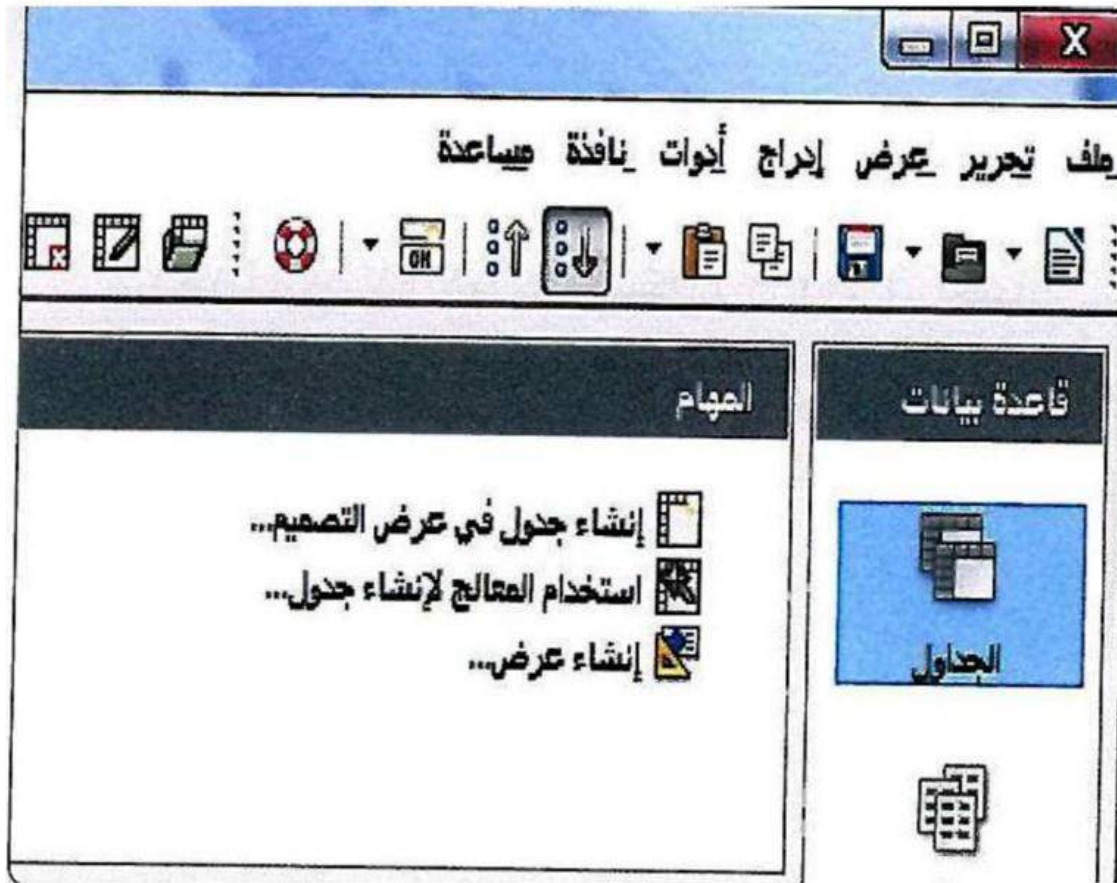 ملف تحرير عرض إدراج أدوات نافذة مساعدة
قاعدة بيانات
الجداول
المهام
إنشاء جدول في عرض التصميم...
استخدام المعالج لإنشاء جدول...
إنشاء عرض...